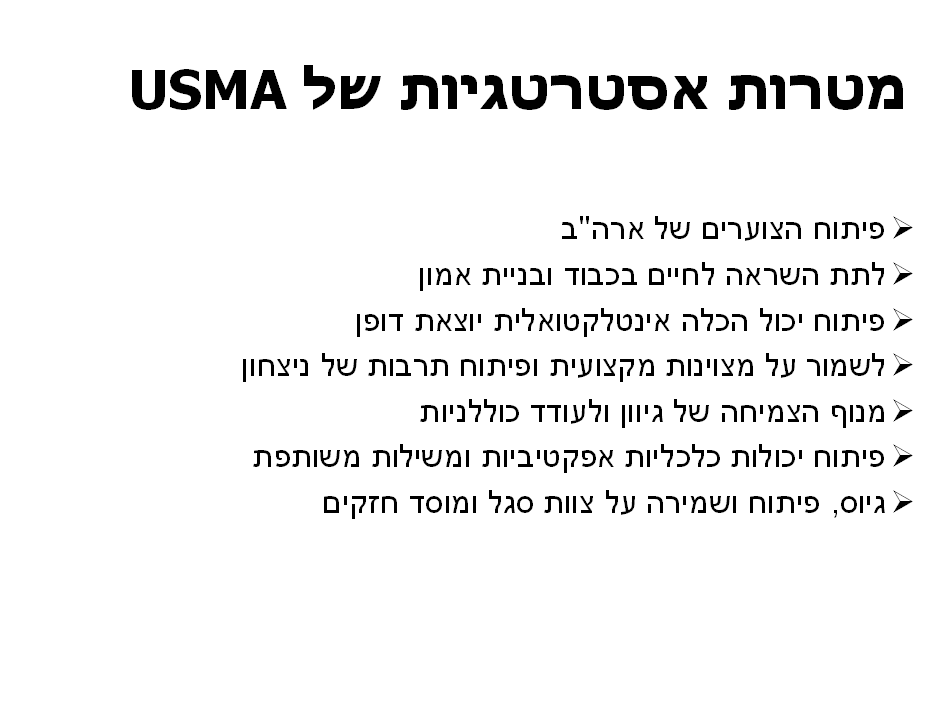 מטרות אסטרטגיות של USMA
פיתוח הצוערים של ארה"ב
לתת השראה לחיים בכבוד ובניית אמון
פיתוח יכול הכלה אינטלקטואלית יוצאת דופן
לשמור על מצוינות מקצועית ופיתוח תרבות של ניצחון
מנוף הצמיחה של גיוון ולעודד כוללניות
פיתוח יכולות כלכליות אפקטיביות ומשילות משותפת
גיוס, פיתוח ושמירה על צוות סגל ומוסד חזקים